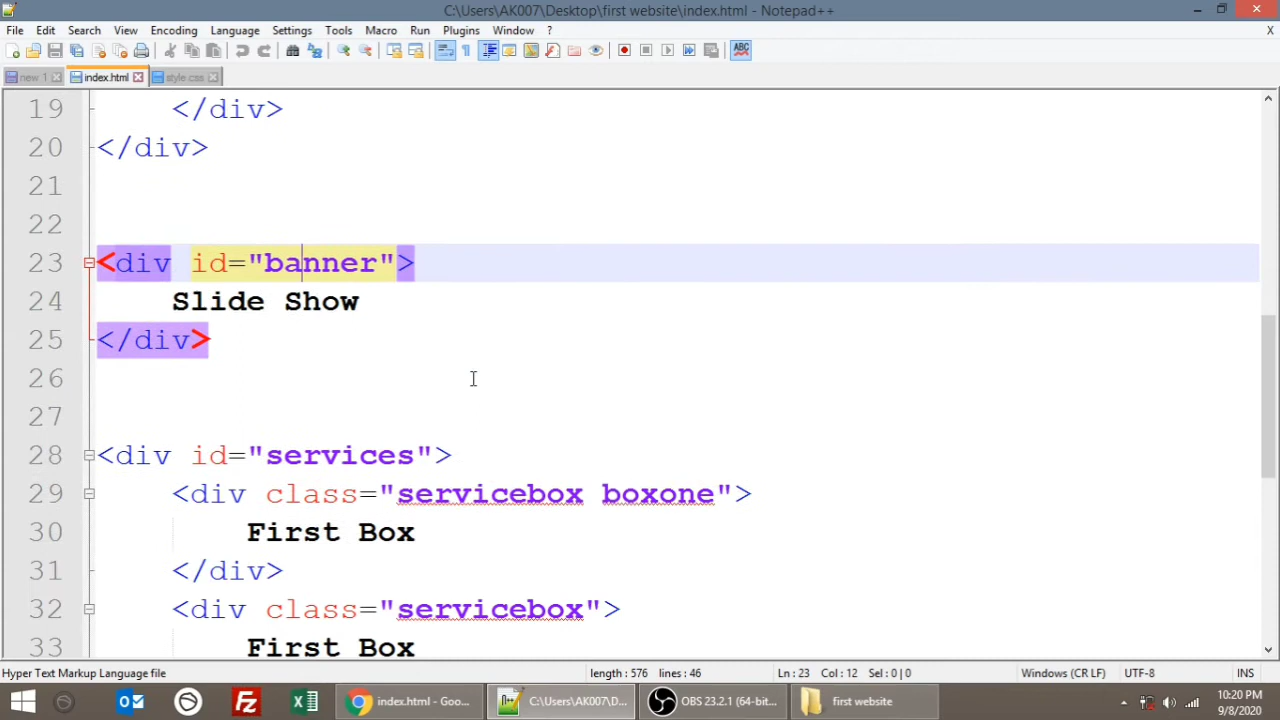 C:\Users\AK007\Desktop\first website\index.html - Notepad++
File Edit Search View Encoding Language Settings Tools Macro Run Plugins Window ? X
new 1 index.html style.css
19 </div>
20 </div>
21
22
23 <div id="banner">
24 Slide Show
25 </div>
26
27
28 <div id="services">
29 <div class="servicebox boxone">
30 First Box
31 </div>
32 <div class="servicebox">
33 First Box
Hyper Text Markup Language file length : 576 lines : 46 Ln : 23 Col : 12 Sel : 0 | 0 Windows (CR LF) UTF-8 INS
index.html - Goo... C:\Users\AK007\D... OBS 23.2.1 (64-bit... first website 10:20 PM
9/8/2020